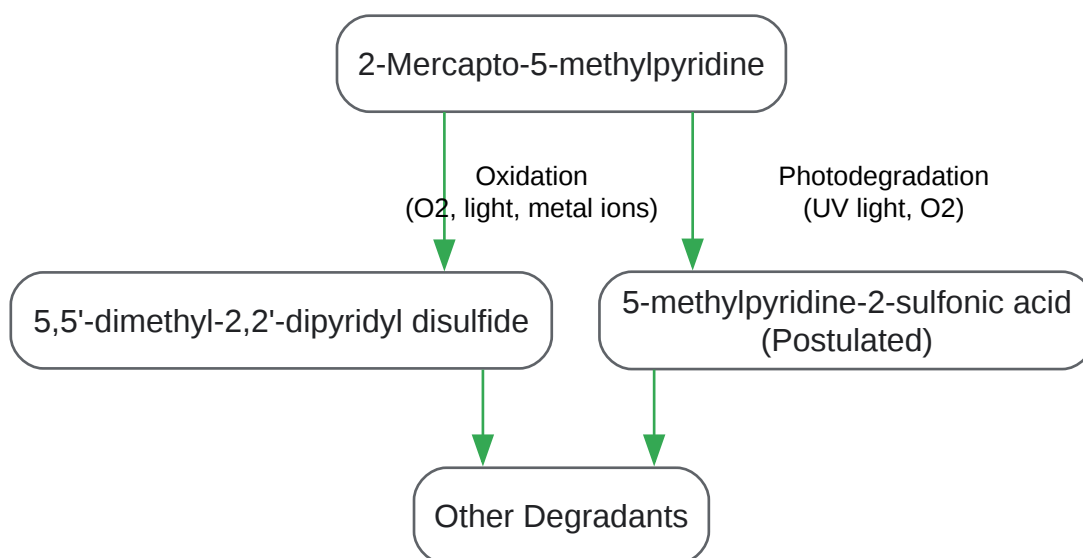 2-Mercapto-5-methylpyridine
Oxidation
(O2, light, metal ions)
Photodegradation
(UV light, O2)
5,5'-dimethyl-2,2'-dipyridyl disulfide
5-methylpyridine-2-sulfonic acid
(Postulated)
Other Degradants